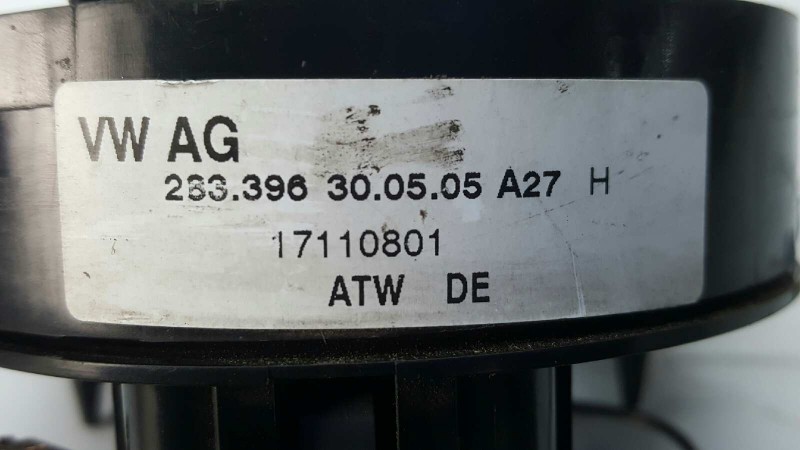 VW AG
283.396 30.05.05 A27 H
17110801
ATW DE